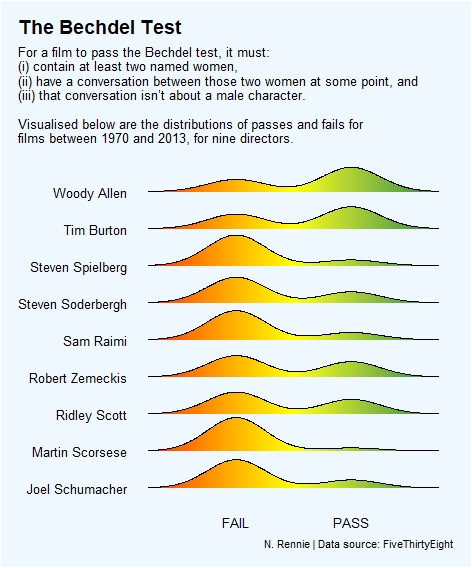 The Bechdel Test
For a film to pass the Bechdel test, it must:
(i) contain at least two named women,
(ii) have a conversation between those two women at some point, and
(iii) that conversation isn't about a male character.
Visualised below are the distributions of passes and fails for
films between 1970 and 2013, for nine directors.
Woody Allen
Tim Burton
Steven Spielberg
Steven Soderbergh
Sam Raimi
Robert Zemeckis
Ridley Scott
Martin Scorsese
Joel Schumacher
FAIL PASS
N. Rennie | Data source: FiveThirtyEight